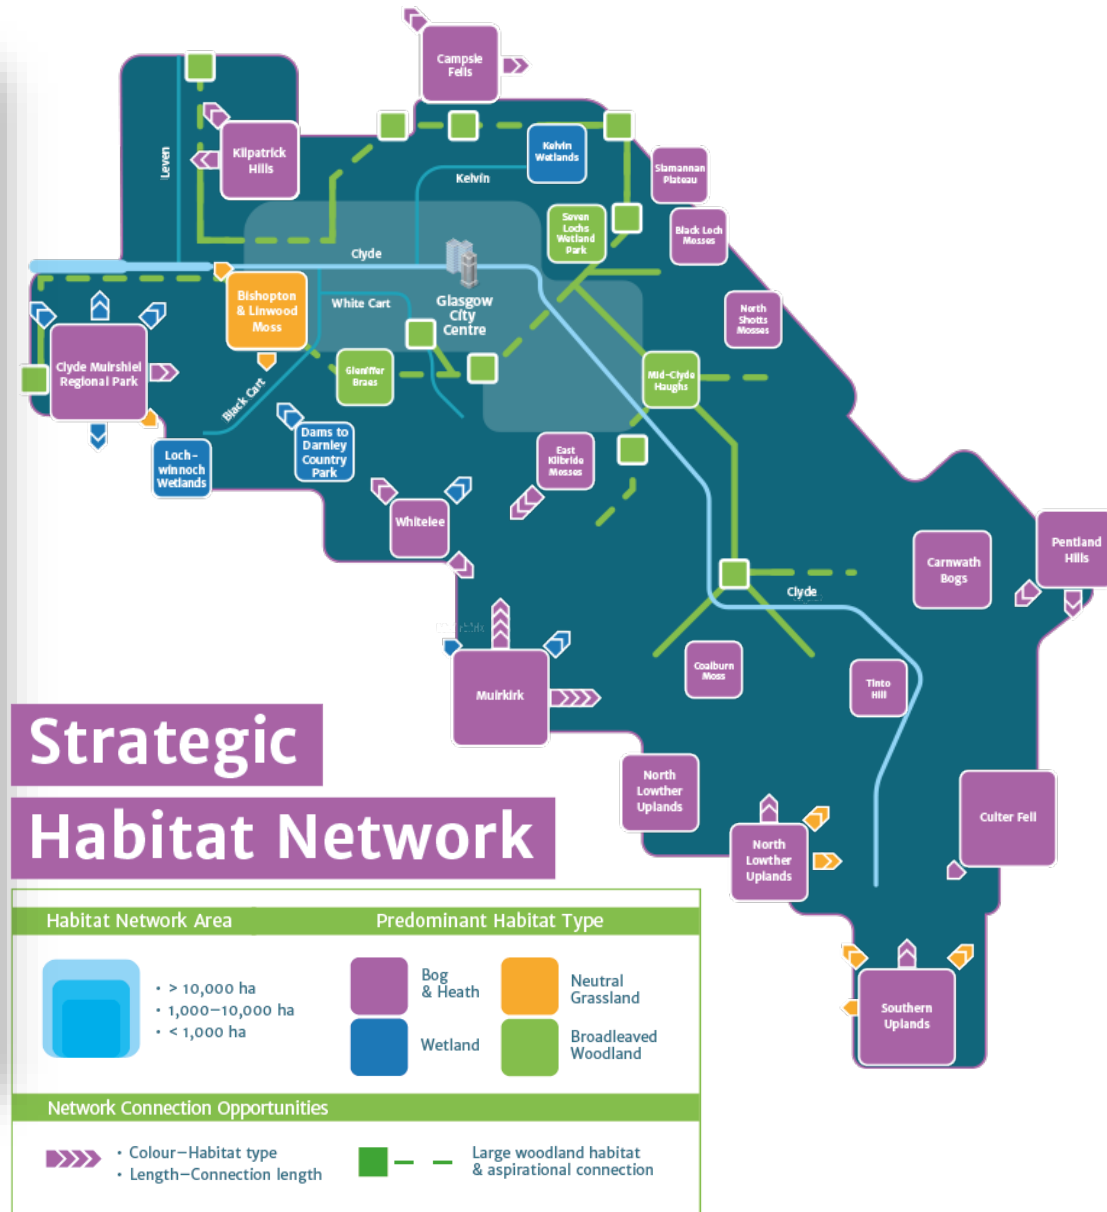 Campsie
Fells
Kilpatrick
Hills
Leven
Kelvin
Wetlands
Kelvin
Slamannan
Plateau
Seven
Lochs
Wetland
Park
Black Loch
Mosses
Clyde
Bishopton
& Linwood
Moss
White Cart
Glasgow
City
Centre
North
Shotts
Mosses
Clyde Muirshiel
Regional Park
Gleniffer
Braes
Mid-Clyde
Haughs
Black Cart
Loch-
winnoch
Wetlands
Dams to
Darnley
Country
Park
East
Kilbride
Mosses
Whitelee
Pentland
Hills
Carnwath
Bogs
Clyde
Coalburn
Moss
Tinto
Hill
Muirkirk
North
Lowther
Uplands
Culter Fell
North
Lowther
Uplands
Southern
Uplands
Strategic
Habitat Network
Habitat Network Area
• > 10,000 ha
• 1,000–10,000 ha
• < 1,000 ha
Predominant Habitat Type
Bog
& Heath
Neutral
Grassland
Wetland
Broadleaved
Woodland
Network Connection Opportunities
• Colour–Habitat type
• Length–Connection length
Large woodland habitat
& aspirational connection